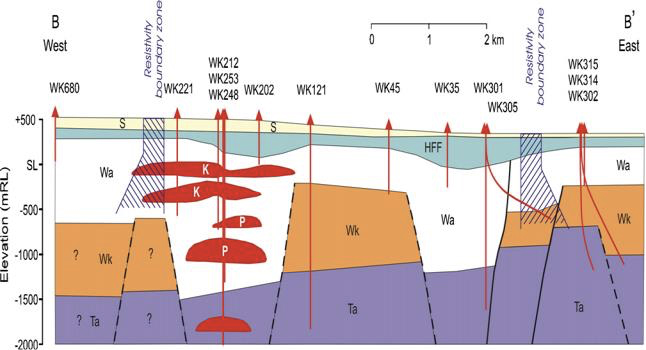 B
West
Resistivity
boundary zone
0 1 2 km
Resistivity
boundary zone
B'
East
WK680
WK221
WK212
WK253
WK248
WK202
WK121
WK45
WK35
WK301
WK305
WK315
WK314
WK302
Elevation (mRL)
+500
SL
-500
-1000
-1500
-2000
S
S
HFF
Wa
K
K
P
P
Wa
Wa
? Wk
?
Wk
Wk
? Ta
?
Ta
Ta